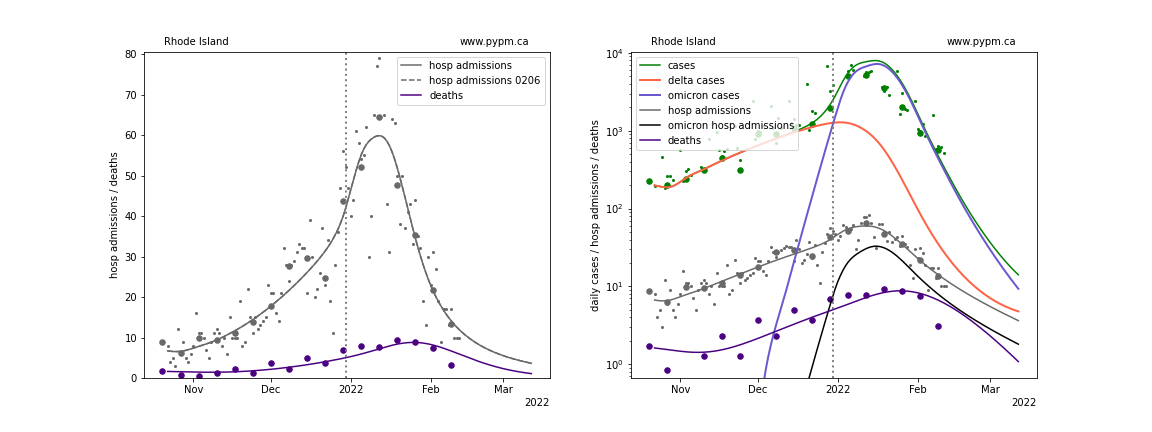 Rhode Island www.pypm.ca
hosp admissions
hosp admissions 0206
deaths
hosp admissions / deaths
80
70
60
50
40
30
20
10
0
Nov Dec 2022 Feb Mar
2022
Rhode Island www.pypm.ca
cases
delta cases
omicron cases
hosp admissions
omicron hosp admissions
deaths
daily cases / hosp admissions / deaths
10⁴
10³
10²
10¹
10⁰
Nov Dec 2022 Feb Mar
2022